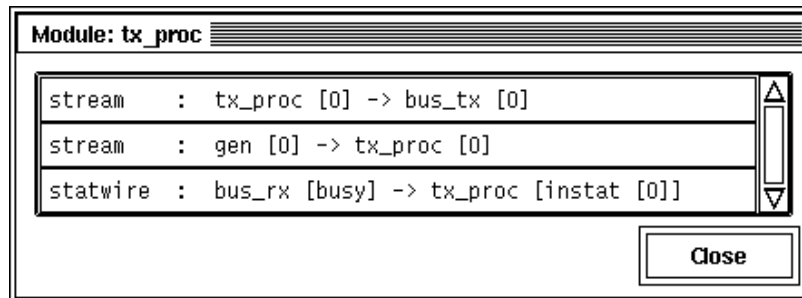 Module: tx_proc
stream : tx_proc [0] -> bus_tx [0]
stream : gen [0] -> tx_proc [0]
statwire : bus_rx [busy] -> tx_proc [instat [0]]
Close